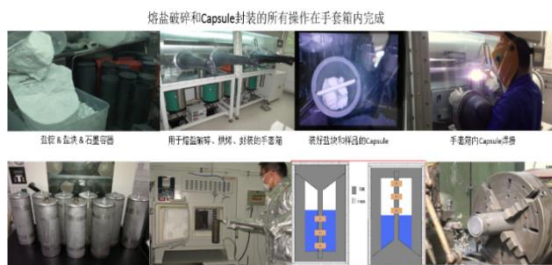 熔盐破碎和Capsule封装的所有操作在手套箱内完成
盐锭 & 盐块 & 石墨容器
用于熔盐破碎、烘烤、封装的手套箱
装好盐块和样品的Capsule
手套箱内Capsule焊接